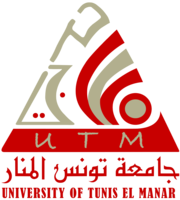 UTM
جامعة تونس المنار
UNIVERSITY OF TUNIS EL MANAR